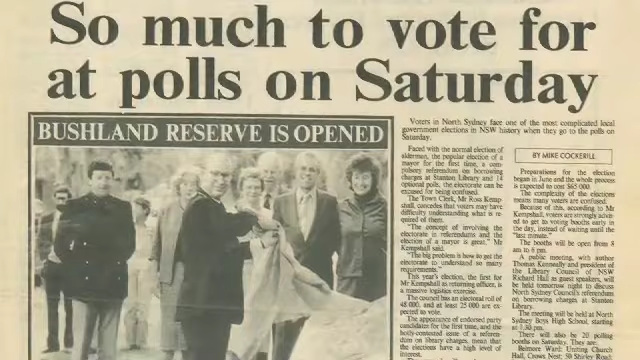 So much to vote for
at polls on Saturday
BUSHLAND RESERVE IS OPENED
Voters in North Sydney face one of the most complicated local
government elections in NSW history when they go to the polls on
Saturday.
Faced with the normal election of
alderman, the popular election of a
mayor for the first time, a com-
pulsory referendum on borrowing
charges at Stanton Library and 14
optional polls, the electorate can be
excused for being confused.
The Town Clerk, Mr Ross Kemp-
shall, concedes that voters may have
difficulty understanding what is re-
quired of them.
"The concept of involving the
electorate in referendums and the
election of a mayor is great," Mr
Kempshall said.
"The big problem is how to get the
electorate to understand so many
requirements."
This year's election, the first for
Mr Kempshall as returning officer, is
a massive logistics exercise.
The council has an electoral roll of
48 000, and at least 25 000 are ex-
pected to vote.
The appearance of endorsed party
candidates for the first time, and the
hotly-contested issue of a referen-
dum on library charges, mean that
the elections have a high level of
interest.
BY MIKE COCKERILL
Preparations for the election
began in June and the whole process
is expected to cost $65 000.
The complexity of the elections
means many voters are confused.
Because of this, according to Mr
Kempshall, voters are strongly advis-
ed to get to voting booths early in
the day, instead of waiting until the
"last minute."
The booths will be open from 8
am to 6 pm.
A public meeting, with author
Thomas Keneally and president of
the Library Council of NSW
Richard Hall as guest speakers, will
be held tomorrow night to discuss
North Sydney Council's referendum
on borrowing charges at Stanton
Library.
The meeting will be held at North
Sydney Boys High School, starting
at 7.30 pm.
There will also be 20 polling
booths on Saturday. They are:
Belmore Ward: Uniting Church
Hall, Crows Nest; 50 Shirley Road